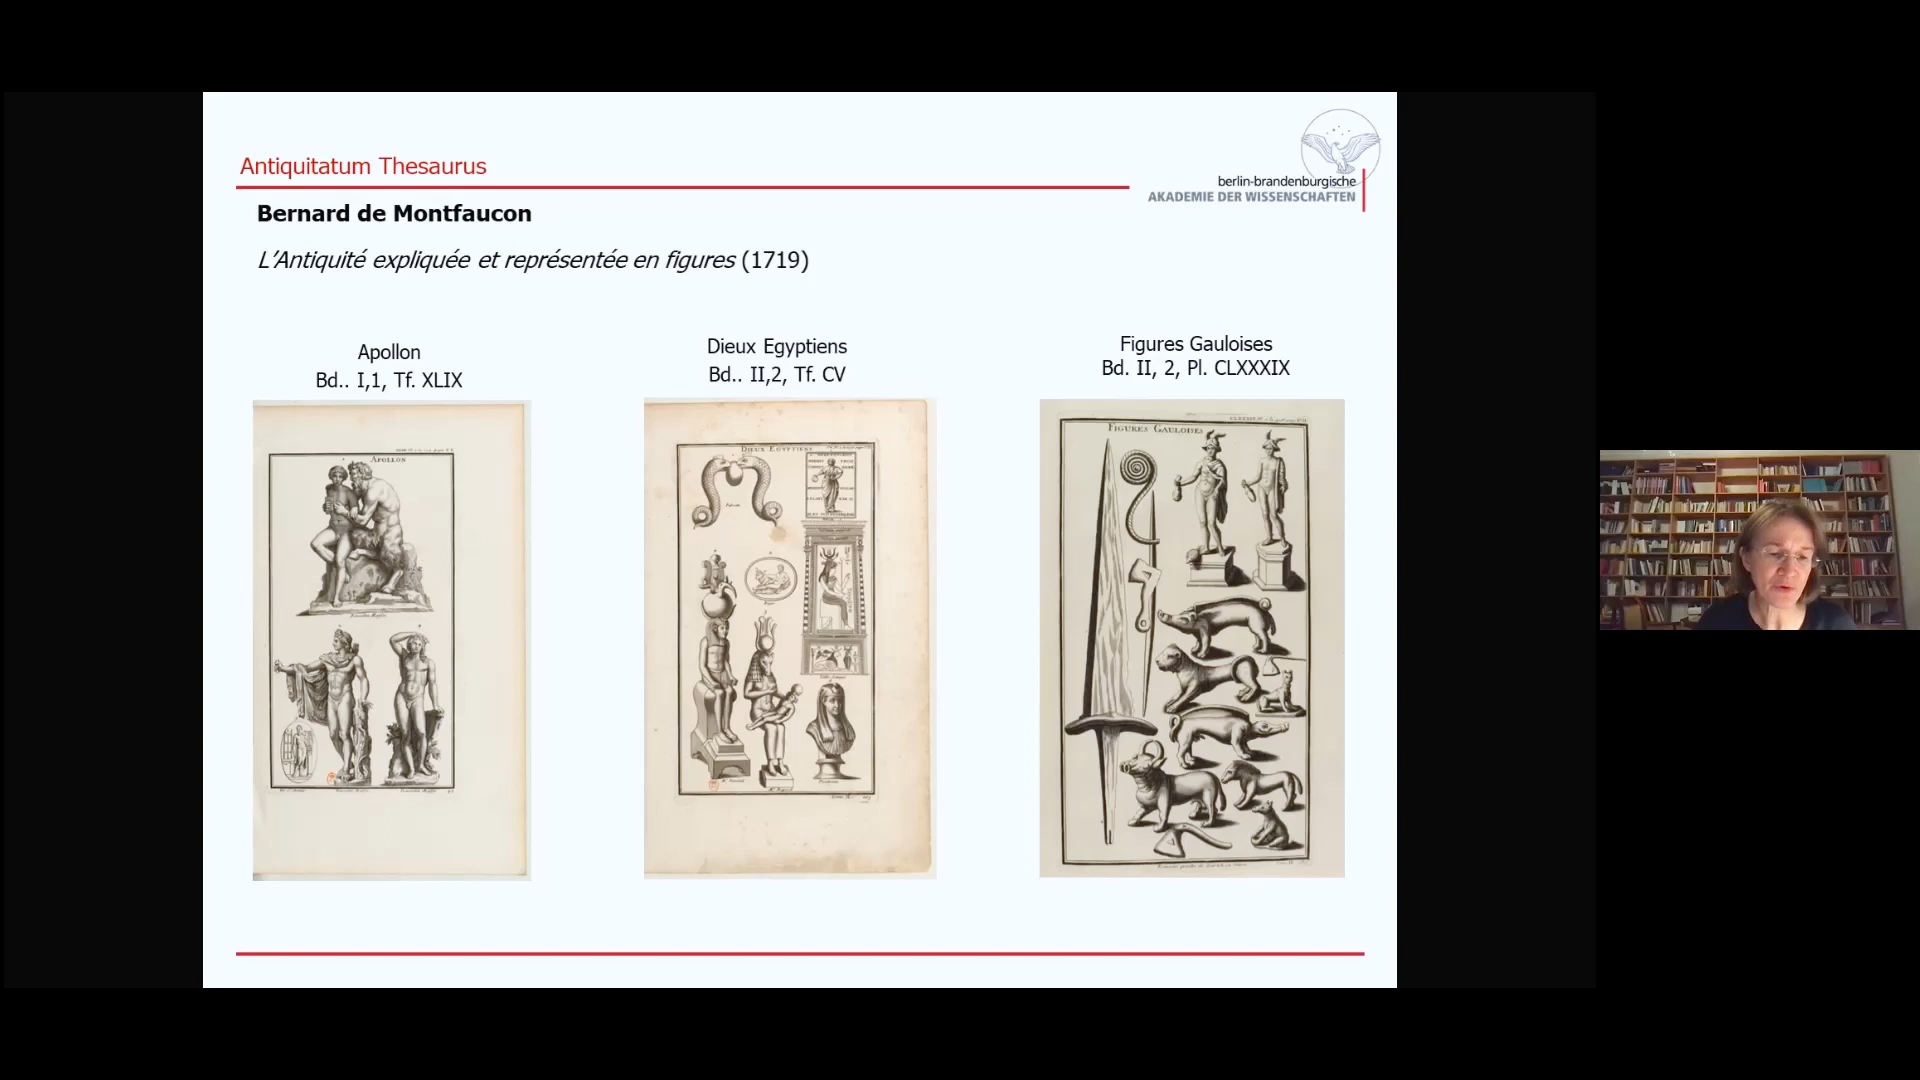 Antiquitatum Thesaurus
berlin-brandenburgische
AKADEMIE DER WISSENSCHAFTEN
Bernard de Montfaucon
L’Antiquité expliquée et représentée en figures (1719)
Apollon
Bd.. I,1, Tf. XLIX
Dieux Egyptiens
Bd.. II,2, Tf. CV
Figures Gauloises
Bd. II, 2, Pl. CLXXXIX
APOLLON
DIEUX EGYPTIENS
FIGURES GAULOISES